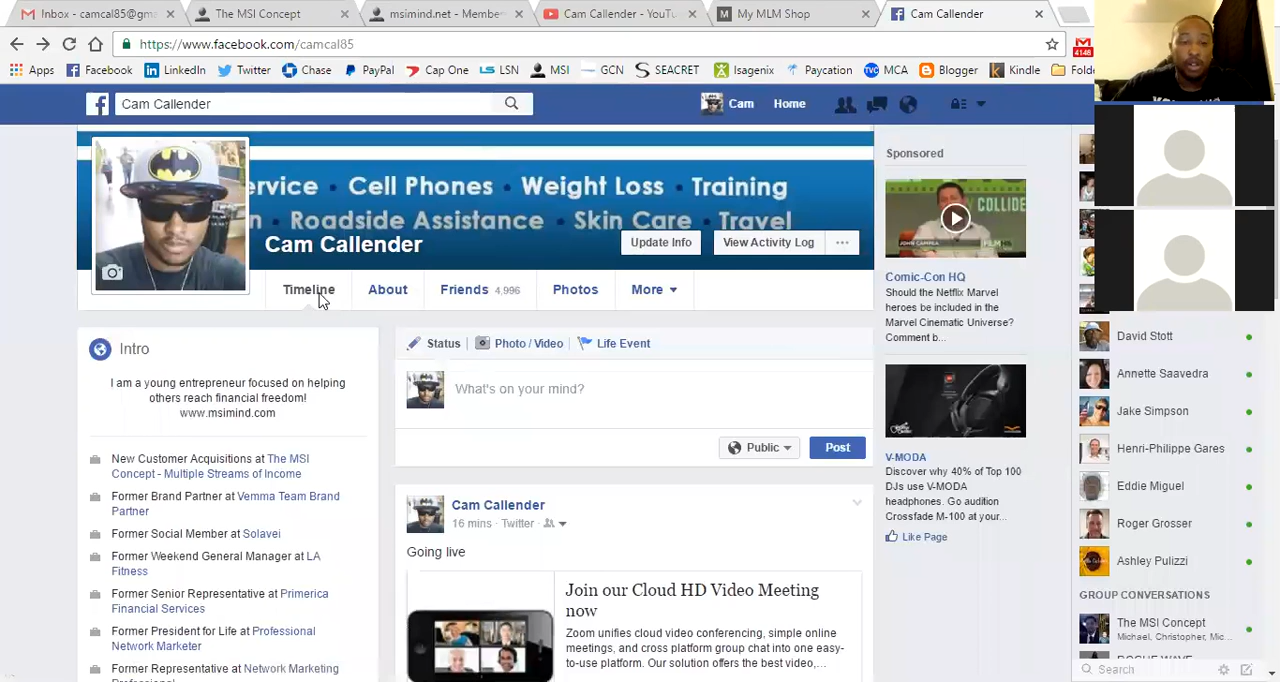 Inbox - camcal85@gm
The MSI Concept
msimind.net - Membe
Cam Callender - YouTu
My MLM Shop
Cam Callender
https://www.facebook.com/camcal85
4146
Apps Facebook LinkedIn Twitter Chase PayPal Cap One LSN MSI GCN SEACRET Isagenix Paycation MCA Blogger Kindle Folde
Cam Callender
Cam Home
ervice • Cell Phones • Weight Loss • Training
n • Roadside Assistance • Skin Care • Travel
Cam Callender
Update Info
View Activity Log
Timeline About Friends 4,996 Photos More
Intro
I am a young entrepreneur focused on helping
others reach financial freedom!
www.msimind.com
New Customer Acquisitions at The MSI
Concept - Multiple Streams of Income
Former Brand Partner at Vemma Team Brand
Partner
Former Social Member at Solavei
Former Weekend General Manager at LA
Fitness
Former Senior Representative at Primerica
Financial Services
Former President for Life at Professional
Network Marketer
Former Representative at Network Marketing
Status Photo / Video Life Event
What's on your mind?
Public
Post
Cam Callender
16 mins · Twitter ·
Going live
Join our Cloud HD Video Meeting
now
Zoom unifies cloud video conferencing, simple online
meetings, and cross platform group chat into one easy-
to-use platform. Our solution offers the best video,...
Sponsored
COLLIDE
JOHN CAMPEA
Comic-Con HQ
Should the Netflix Marvel
heroes be included in the
Marvel Cinematic Universe?
Comment b...
V-MODA
Discover why 40% of Top 100
DJs use V-MODA
headphones. Go audition
Crossfade M-100 at your...
Like Page
David Stott
Annette Saavedra
Jake Simpson
Henri-Philippe Gares
Eddie Miguel
Roger Grosser
Ashley Pulizzi
GROUP CONVERSATIONS
The MSI Concept
Michael, Christopher, Mic...
Search